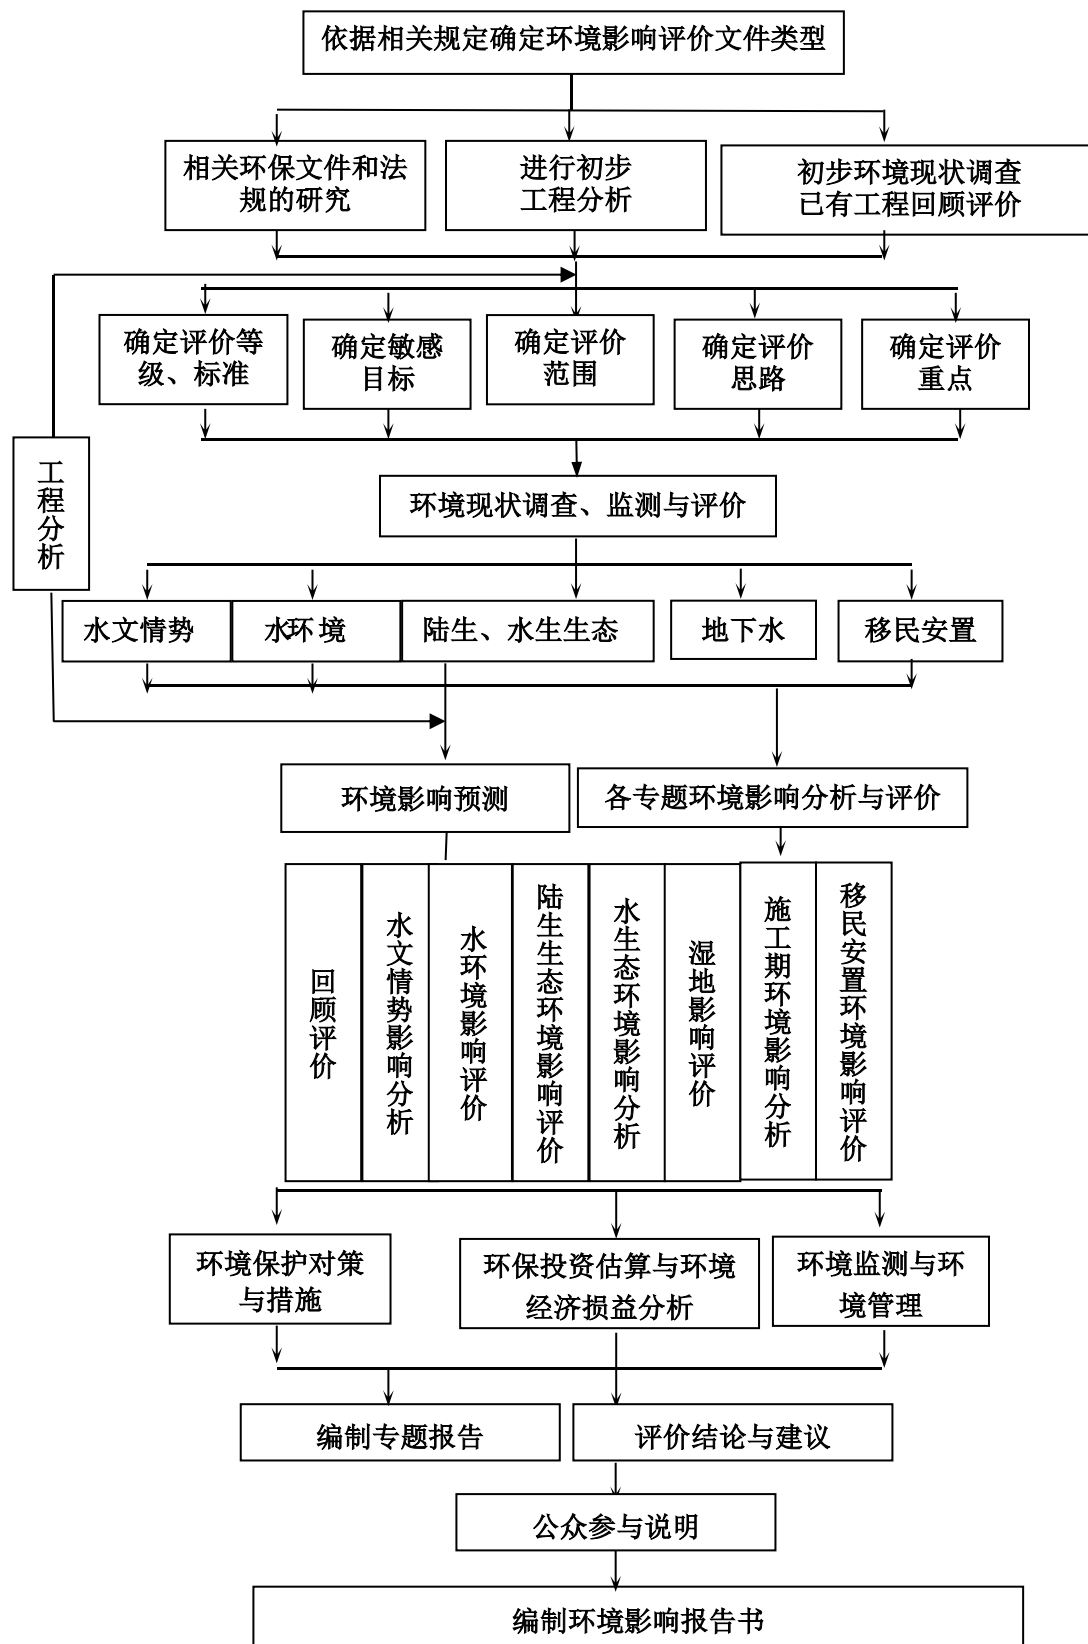 依据相关规定确定环境影响评价文件类型
相关环保文件和法
规的研究
进行初步
工程分析
初步环境现状调查
已有工程回顾评价
确定评价等
级、标准
确定敏感
目标
确定评价
范围
确定评价
思路
确定评价
重点
工程分析
环境现状调查、监测与评价
水文情势
水环境
陆生、水生生态
地下水
移民安置
环境影响预测
各专题环境影响分析与评价
回顾评价
水文情势影响分析
水环境影响评价
陆生生态环境影响评价
水生态环境影响分析
湿地影响评价
施工期环境影响分析
移民安置环境影响评价
环境保护对策
与措施
环保投资估算与环境
经济损益分析
环境监测与环
境管理
编制专题报告
评价结论与建议
公众参与说明
编制环境影响报告书